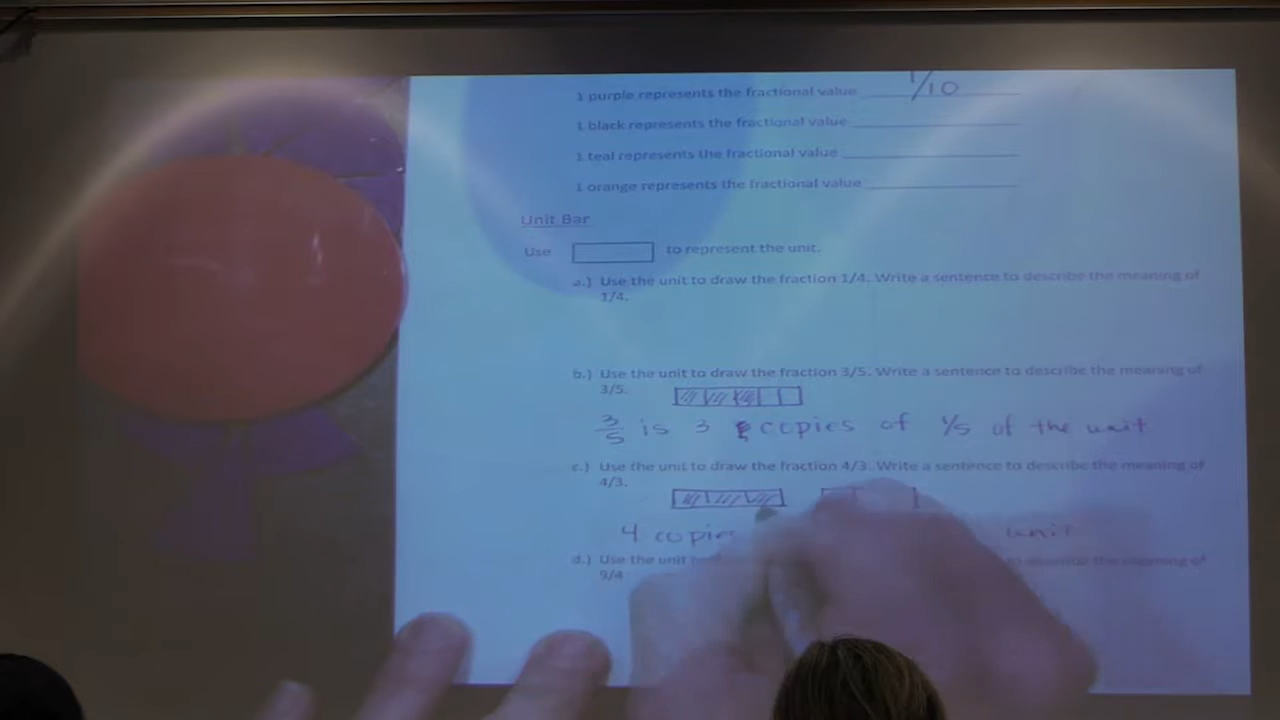 1 purple represents the fractional value 1/10
1 black represents the fractional value
1 teal represents the fractional value
1 orange represents the fractional value
Unit Bar
Use to represent the unit.
a.) Use the unit to draw the fraction 1/4. Write a sentence to describe the meaning of
1/4.
b.) Use the unit to draw the fraction 3/5. Write a sentence to describe the meaning of
3/5.
3/5 is 3 copies of 1/5 of the unit
c.) Use the unit to draw the fraction 4/3. Write a sentence to describe the meaning of
4/3.
4 copies unit
d.) Use the unit to describe the meaning of
9/4